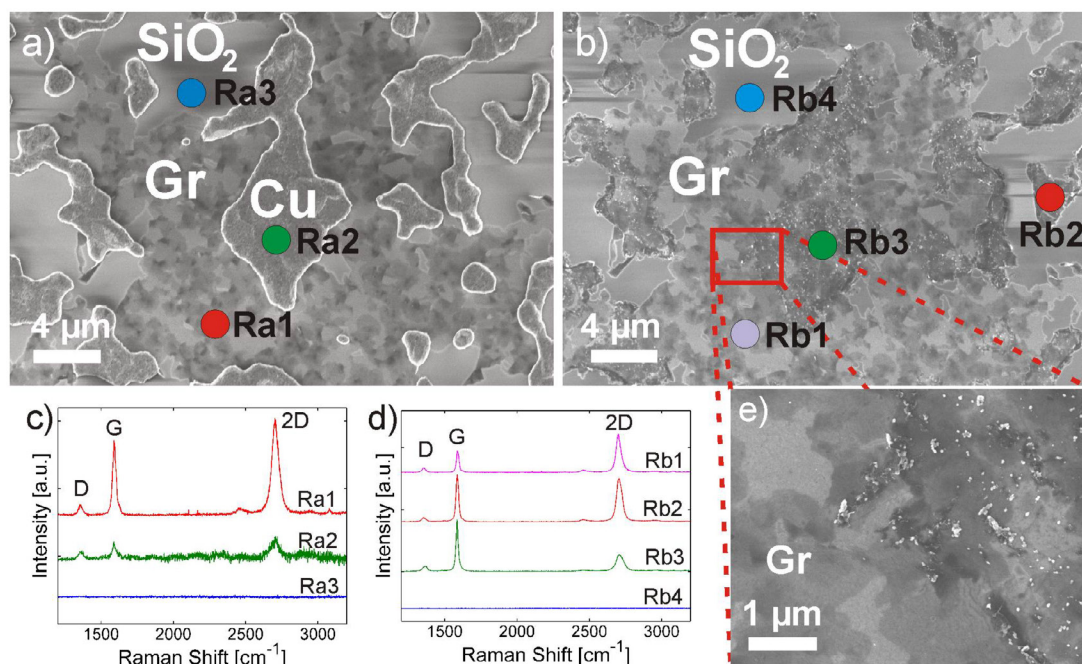 a)
SiO2
Ra3
Gr
Cu
Ra2
Ra1
4 µm
b)
SiO2
Rb4
Gr
Rb2
Rb3
Rb1
4 µm
c)
D
G
2D
Ra1
Ra2
Ra3
Intensity [a.u.]
1500 2000 2500 3000
Raman Shift [cm-1]
d)
D
G
2D
Rb1
Rb2
Rb3
Rb4
Intensity [a.u.]
1500 2000 2500 3000
Raman Shift [cm-1]
e)
Gr
1 µm